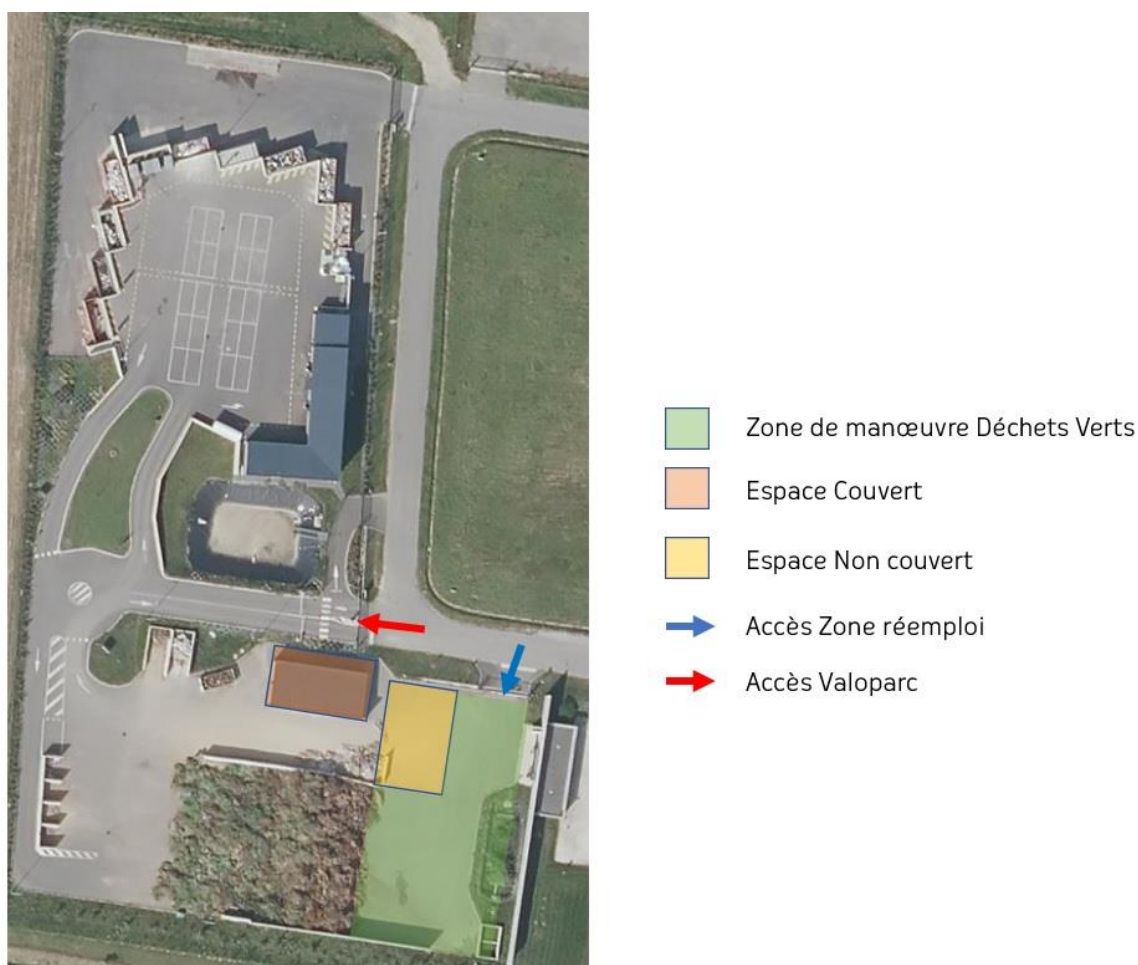 Zone de manœuvre Déchets Verts
Espace Couvert
Espace Non couvert
Accès Zone réemploi
Accès Valoparc